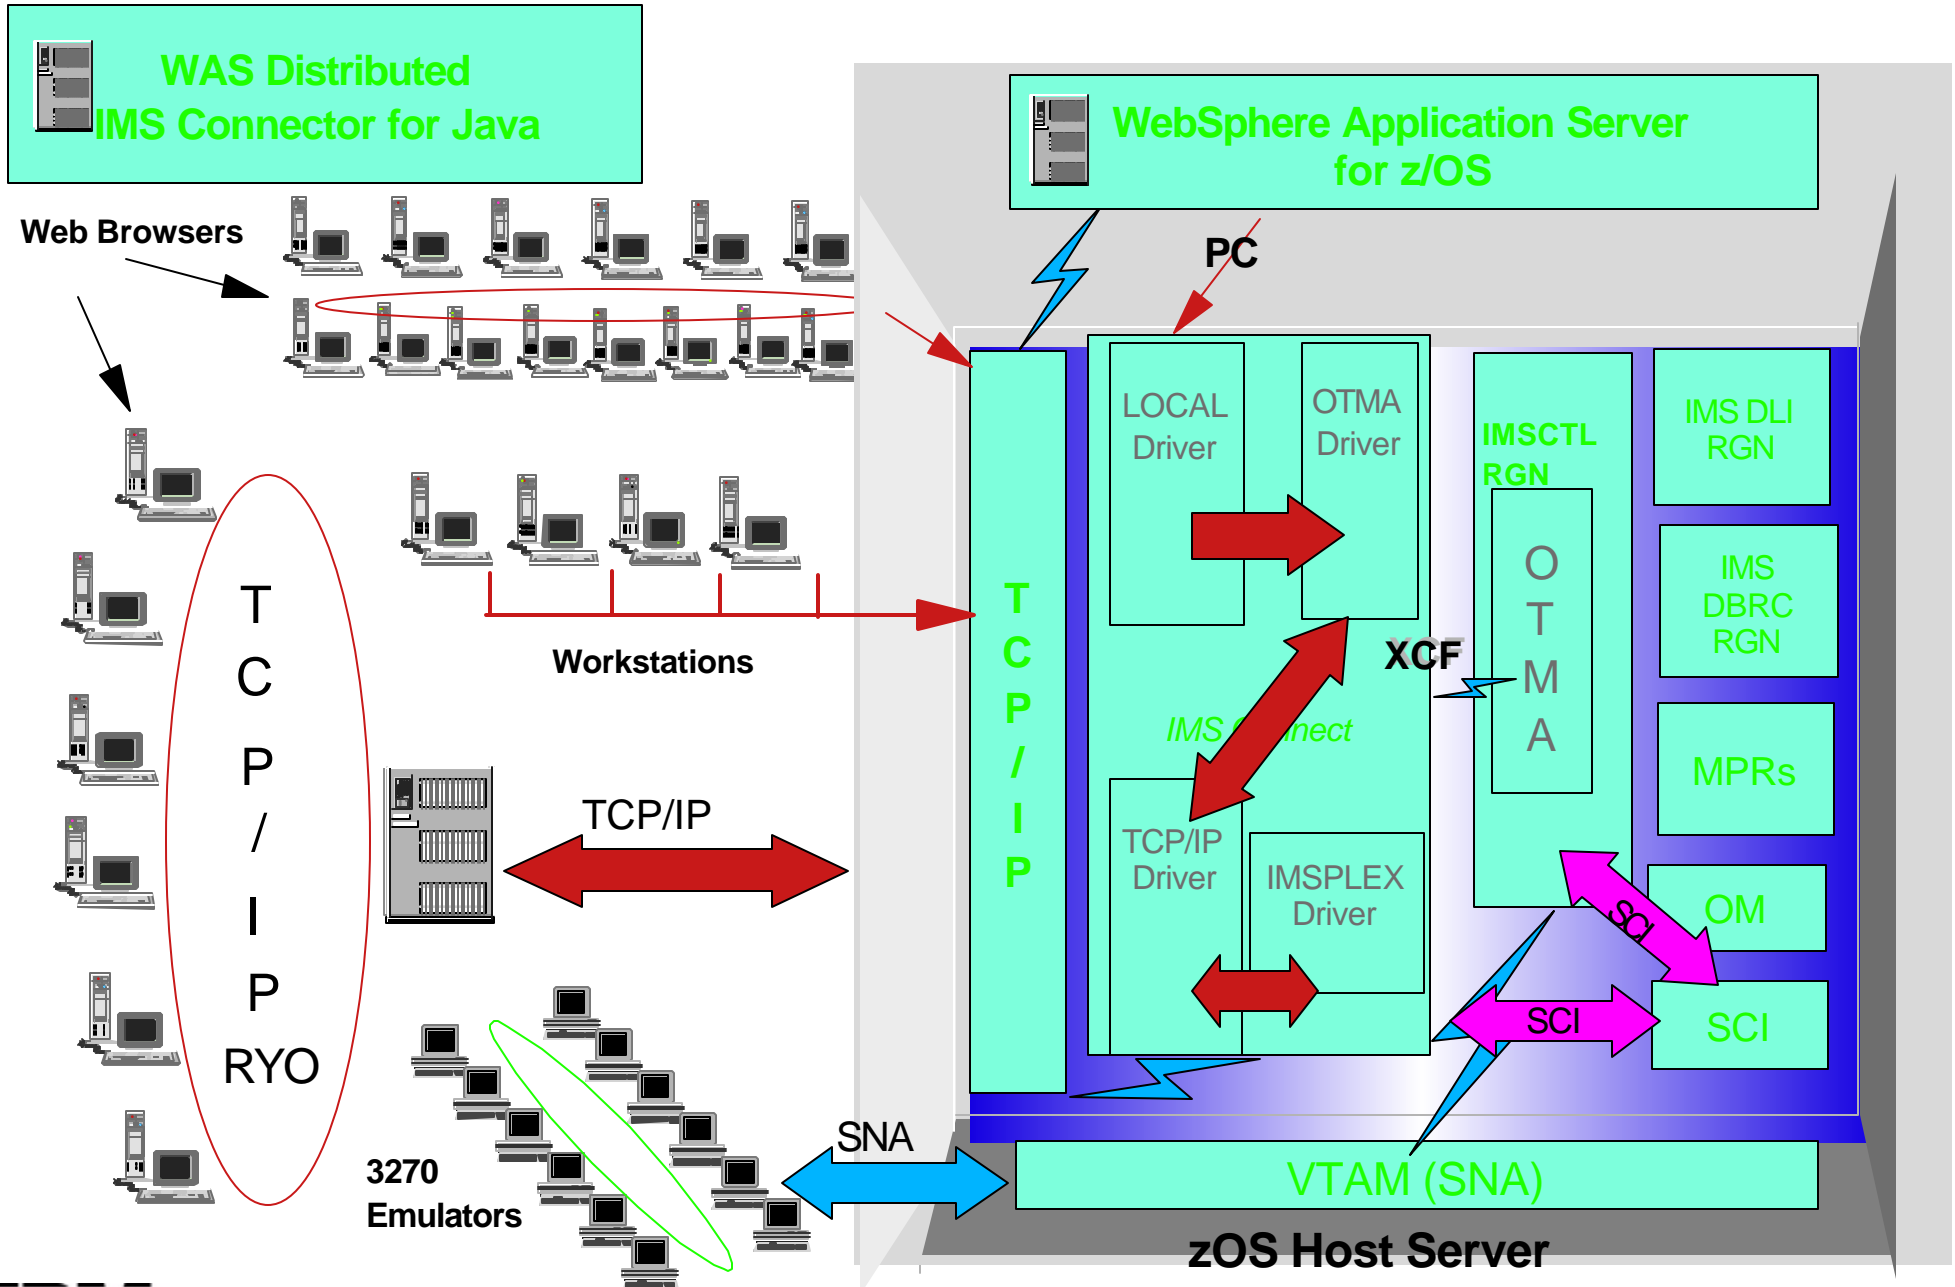 WAS Distributed
IMS Connector for Java
WebSphere Application Server
for z/OS
Web Browsers
PC
LOCAL
Driver
OTMA
Driver
IMSCTL
RGN
IMS DLI
RGN
T
C
P
/
I
P
RYO
Workstations
T
C
P
/
I
P
XCF
O
T
M
A
IMS
DBRC
RGN
MPRs
TCP/IP
TCP/IP
Driver
IMSPLEX
Driver
OM
SCI
SCI
SCI
SNA
3270
Emulators
VTAM (SNA)
zOS Host Server
IMS